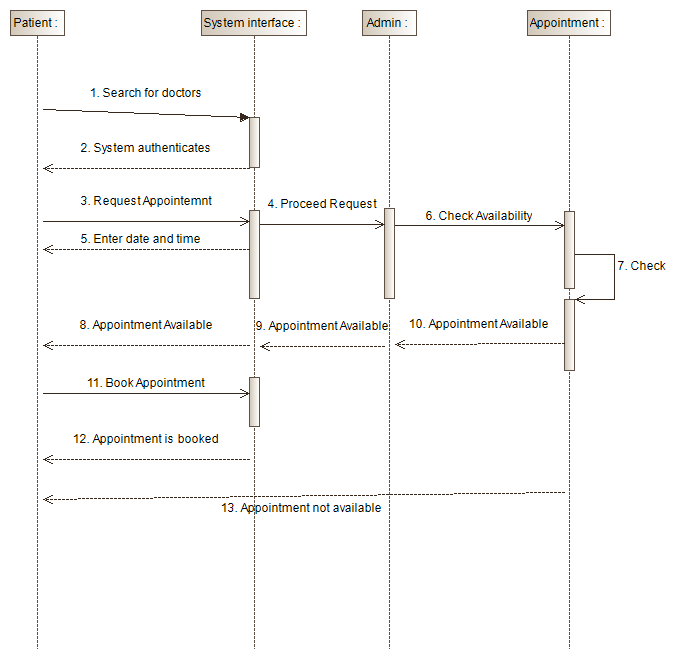 Patient :
System interface :
Admin :
Appointment :
1. Search for doctors
2. System authenticates
3. Request Appointemnt
4. Proceed Request
6. Check Availability
5. Enter date and time
7. Check
8. Appointment Available
9. Appointment Available
10. Appointment Available
11. Book Appointment
12. Appointment is booked
13. Appointment not available